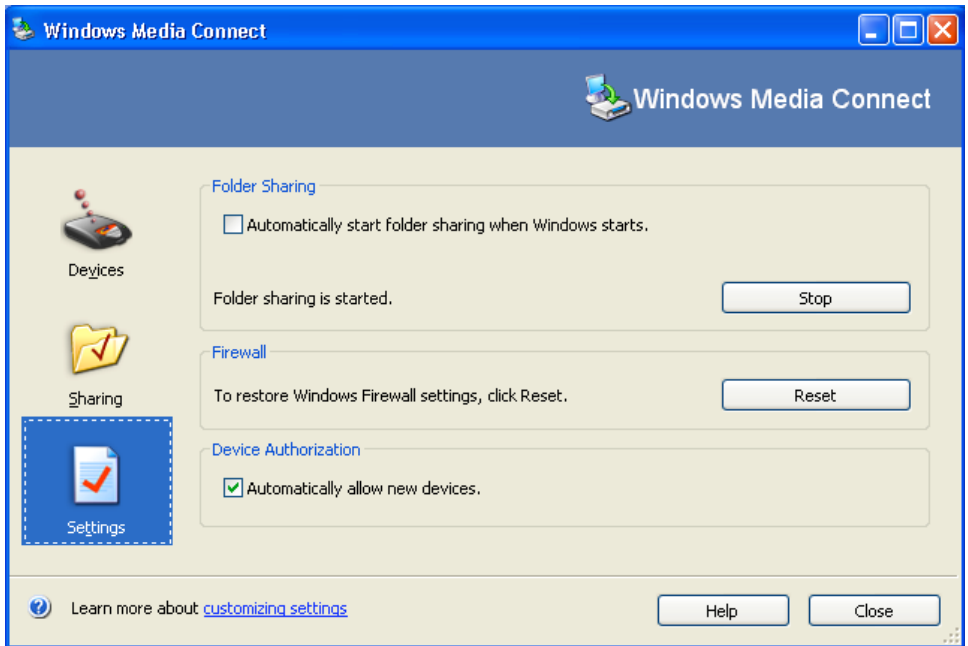 Windows Media Connect
Windows Media Connect
Devices
Sharing
Settings
Folder Sharing
Automatically start folder sharing when Windows starts.
Folder sharing is started.
Stop
Firewall
To restore Windows Firewall settings, click Reset.
Reset
Device Authorization
Automatically allow new devices.
Learn more about customizing settings
Help
Close